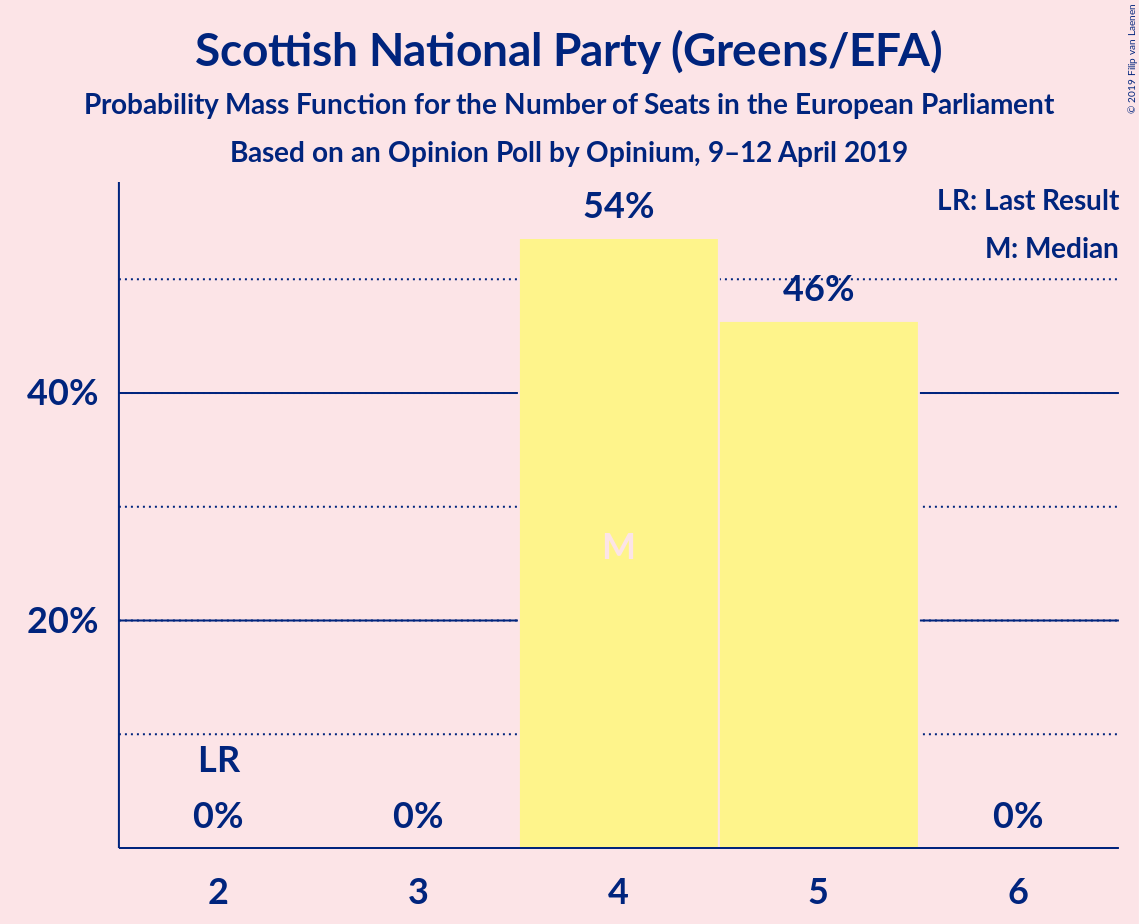 Scottish National Party (Greens/EFA)
Probability Mass Function for the Number of Seats in the European Parliament
Based on an Opinion Poll by Opinium, 9–12 April 2019
© 2019 Filip van Laenen
LR: Last Result
M: Median
54%
46%
40%
M
20%
LR
0%
0%
0%
2
3
4
5
6